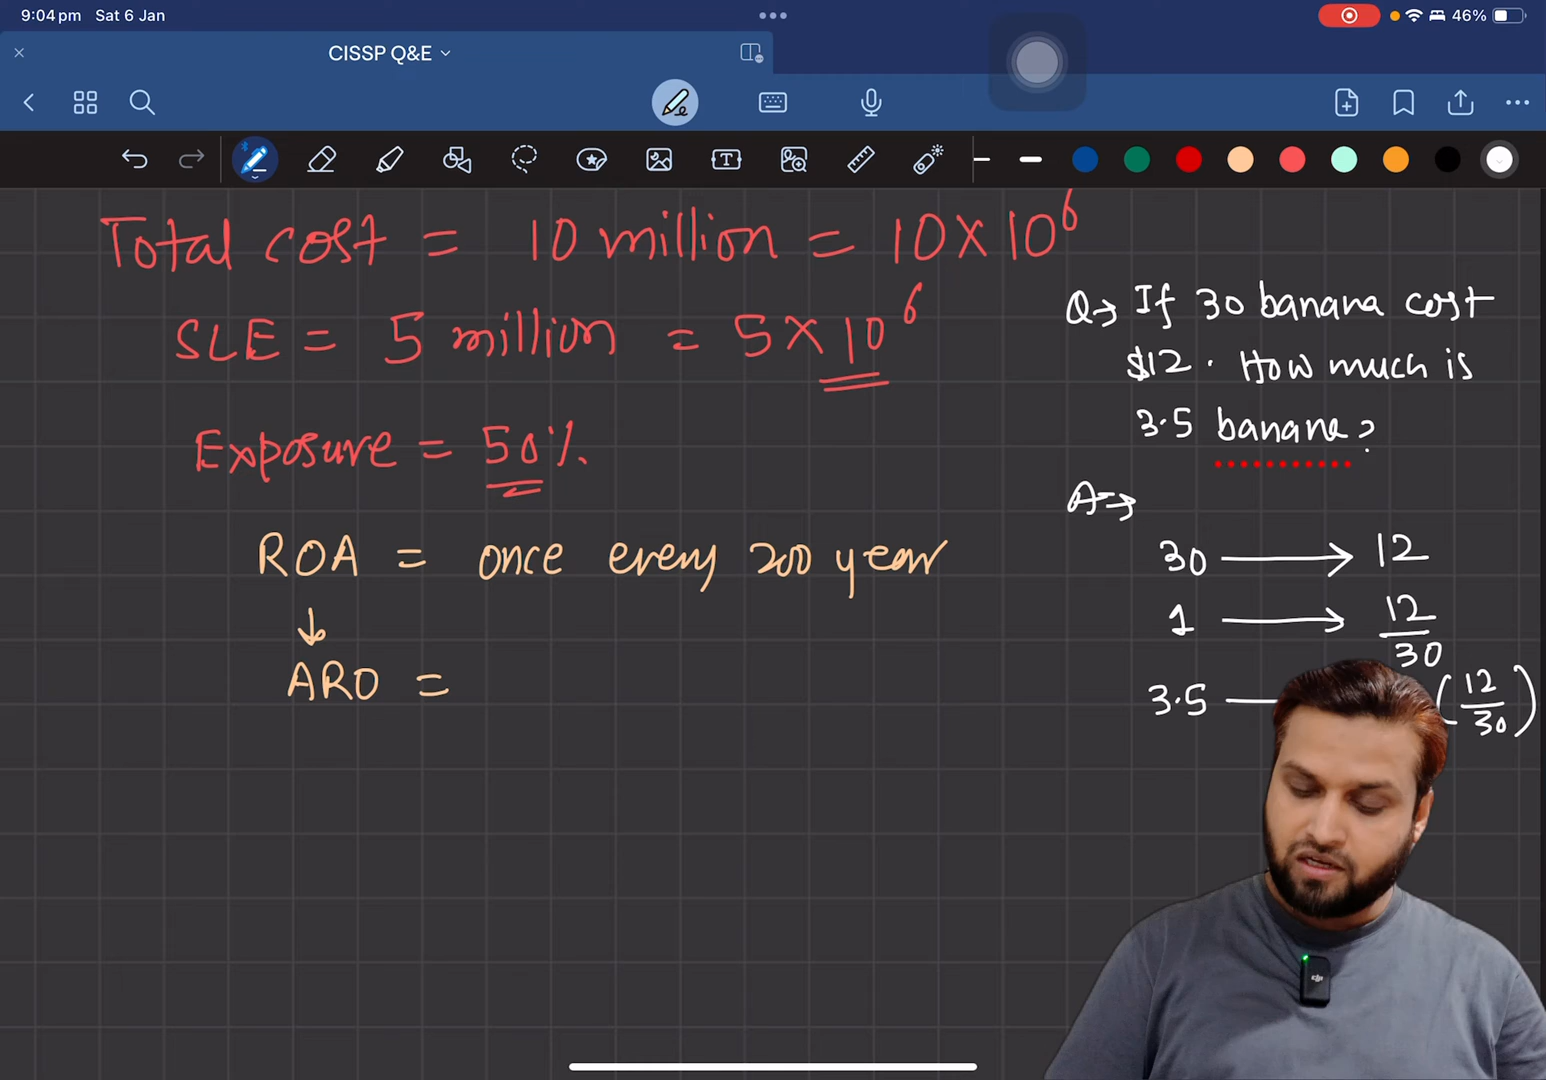 9:04pm Sat 6 Jan
46%
CISSP Q&E
Total cost = 10 million = 10 X 10^6
SLE = 5 million = 5 X 10^6
Exposure = 50%
ROA = once every 200 year
↓
ARO =
Q→ If 30 banana cost
$12. How much is
3.5 banana?
A→
30 → 12
1 → 12/30
3.5 — (12/30)